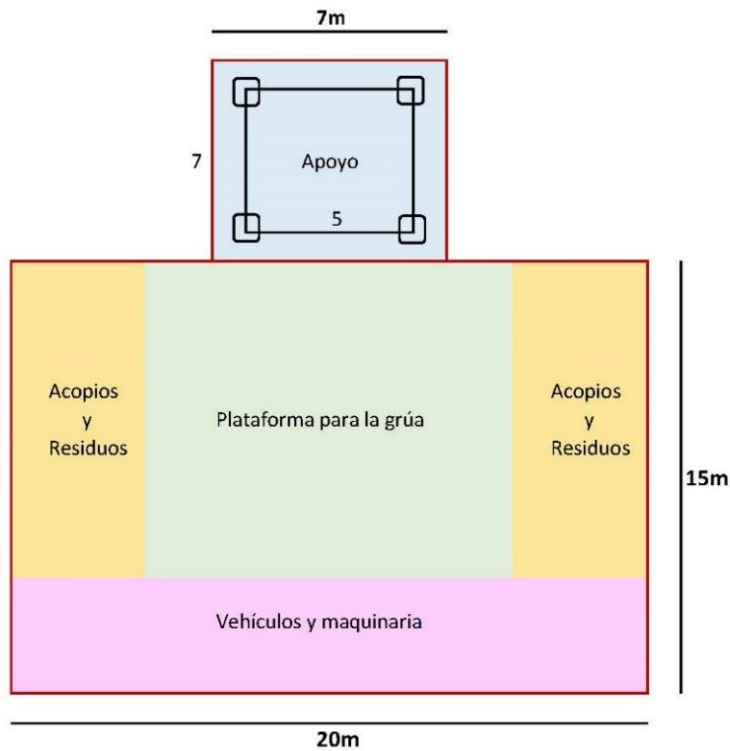 7m
7
Apoyo
5
Acopios
y
Residuos
Plataforma para la grúa
Acopios
y
Residuos
15m
Vehículos y maquinaria
20m